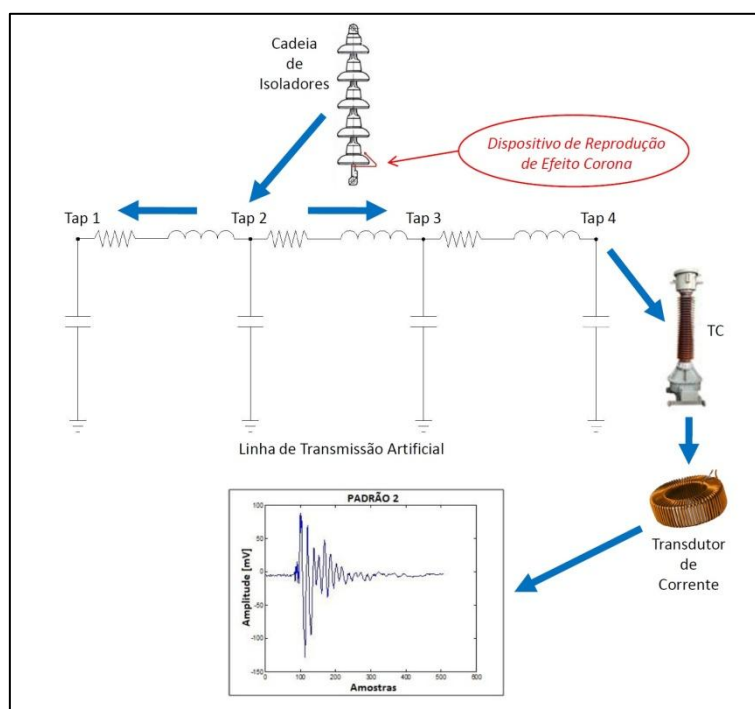 Cadeia
de
Isoladores
Dispositivo de Reprodução
de Efeito Corona
Tap 1
Tap 2
Tap 3
Tap 4
TC
Linha de Transmissão Artificial
PADRÃO 2
Amplitude [mV]
100
50
0
-50
-100
-150
0
100
200
300
400
500
600
Amostras
Transdutor
de
Corrente